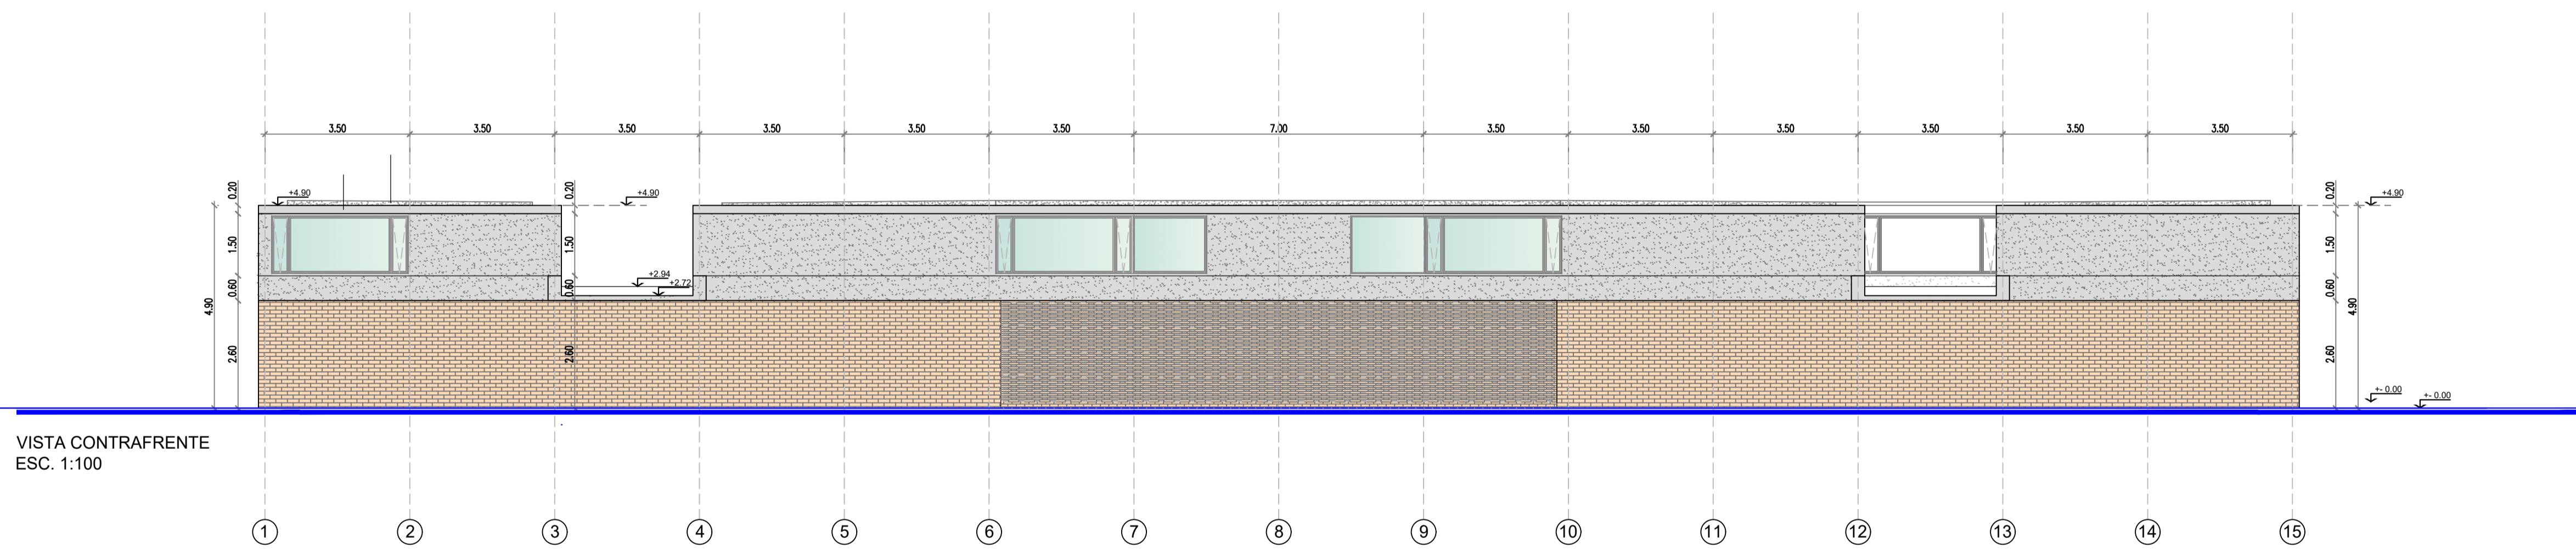 3.50 3.50 3.50 3.50 3.50 3.50 7.00 3.50 3.50 3.50 3.50 3.50 3.50
0.20 +4.90 0.20 +4.90 0.20 +4.90
1.50 1.50 1.50
+2.94
+2.72
0.60 0.60 0.60
4.90 4.90
2.60 2.60 2.60
+- 0.00 +- 0.00
VISTA CONTRAFRENTE
ESC. 1:100
1 2 3 4 5 6 7 8 9 10 11 12 13 14 15